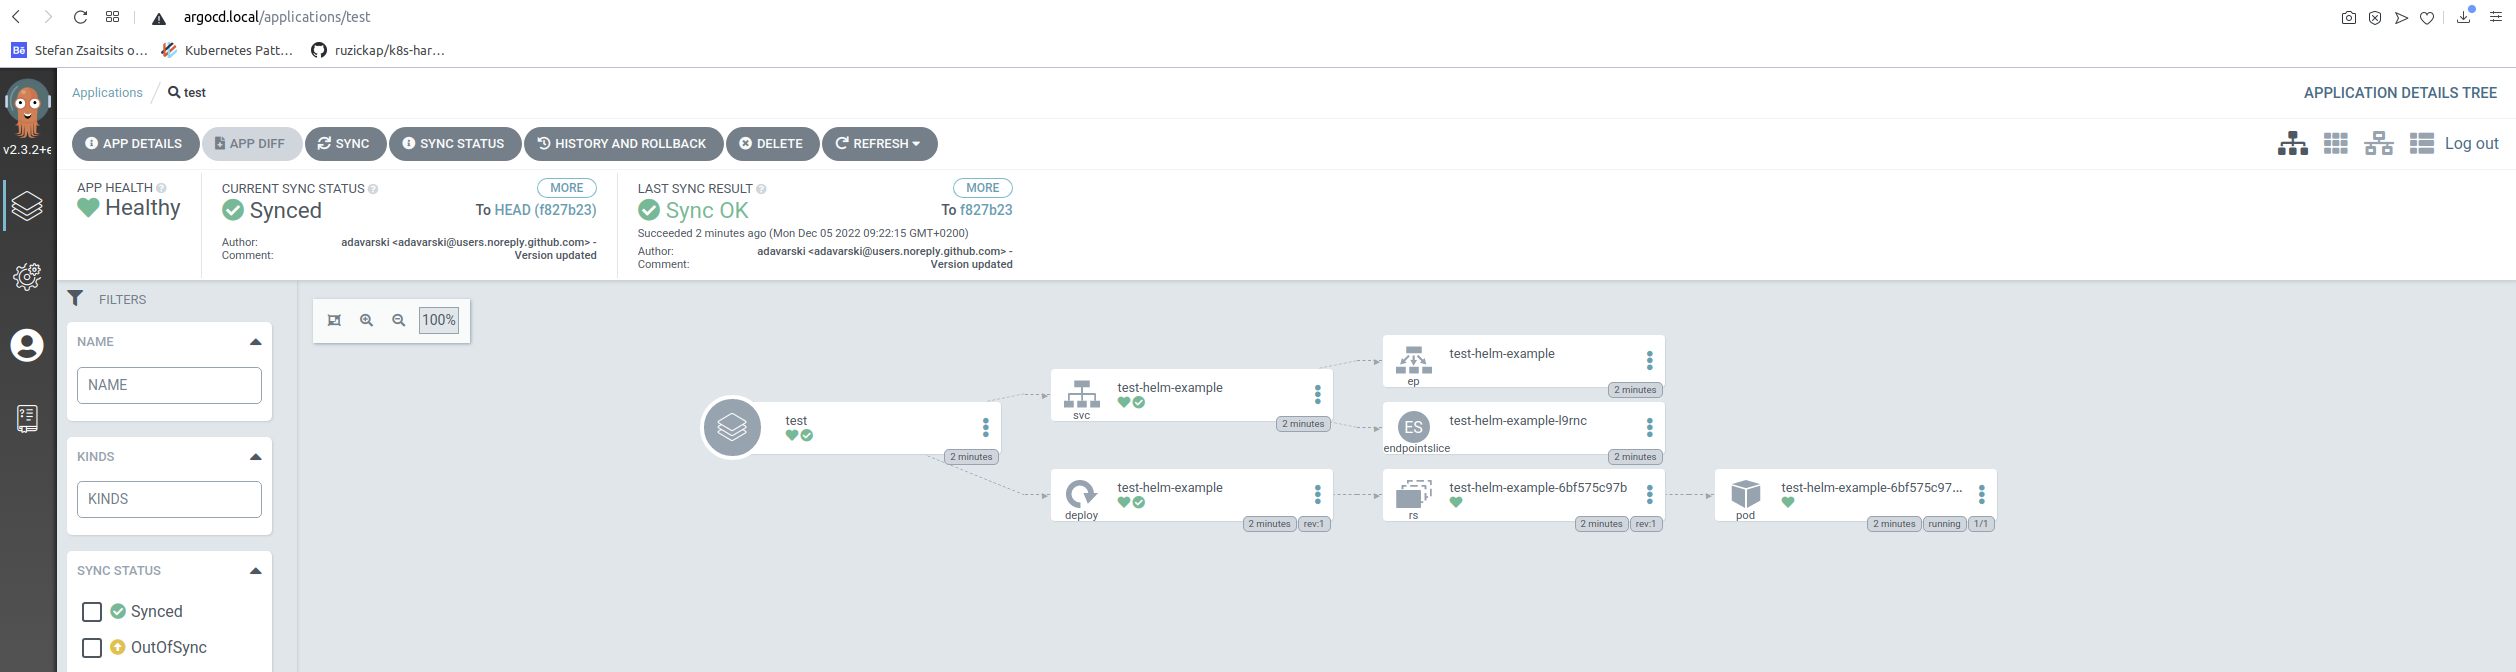 argocd.local/applications/test
Bē Stefan Zsaitsits o... Kubernetes Patt... ruzickap/k8s-har...
v2.3.2+e
Applications / test
APPLICATION DETAILS TREE
APP DETAILS APP DIFF SYNC SYNC STATUS HISTORY AND ROLLBACK DELETE REFRESH
Log out
APP HEALTH
Healthy
CURRENT SYNC STATUS MORE
Synced To HEAD (f827b23)
Author: adavarski <adavarski@users.noreply.github.com> -
Comment: Version updated
LAST SYNC RESULT MORE
Sync OK To f827b23
Succeeded 2 minutes ago (Mon Dec 05 2022 09:22:15 GMT+0200)
Author: adavarski <adavarski@users.noreply.github.com> -
Comment: Version updated
FILTERS
NAME
NAME
KINDS
KINDS
SYNC STATUS
Synced
OutOfSync
100%
test
2 minutes
test-helm-example
svc
2 minutes
test-helm-example
deploy
2 minutes rev:1
test-helm-example
ep
2 minutes
test-helm-example-l9rnc
ES
endpointslice
2 minutes
test-helm-example-6bf575c97b
rs
2 minutes rev:1
test-helm-example-6bf575c97...
pod
2 minutes running 1/1